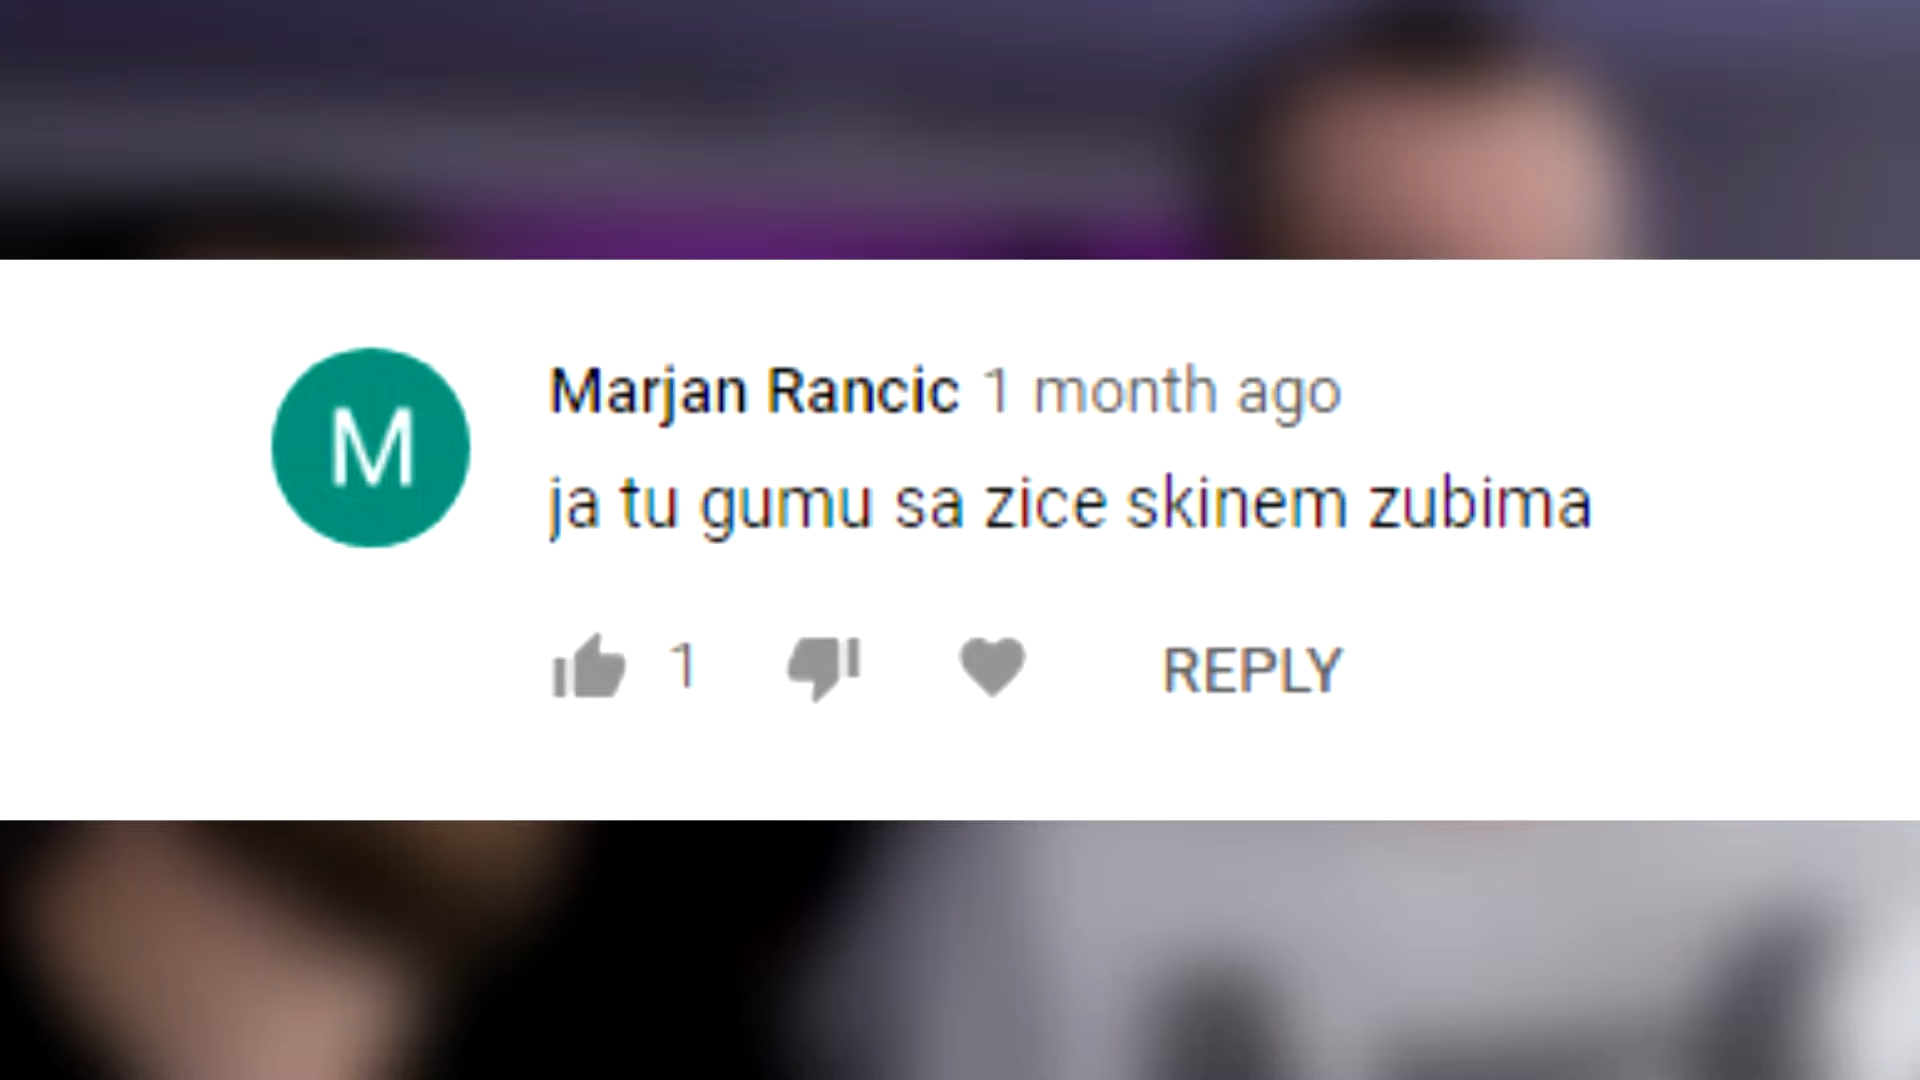 M
Marjan Rancic 1 month ago
ja tu gumu sa zice skinem zubima
1 REPLY